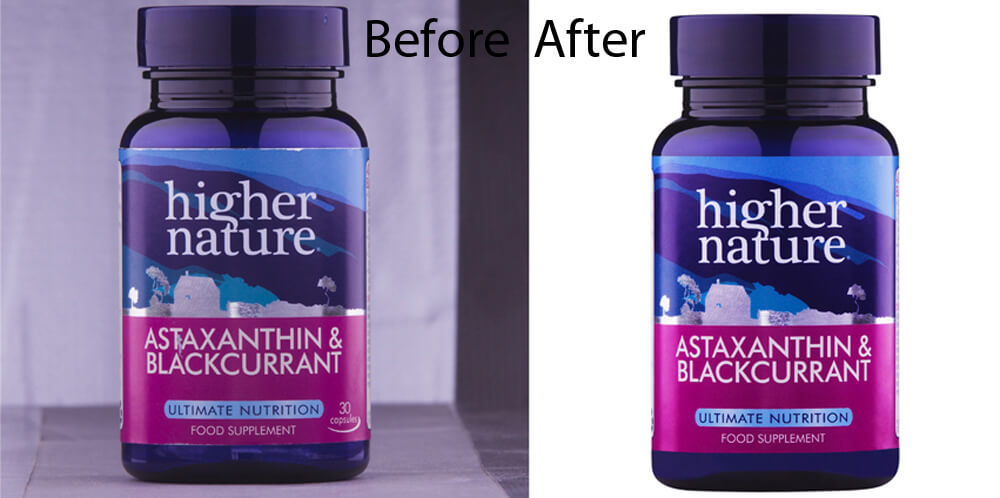 Before After
higher
nature
ASTAXANTHIN &
BLACKCURRANT
ULTIMATE NUTRITION
30
capsules
FOOD SUPPLEMENT
higher
nature
ASTAXANTHIN &
BLACKCURRANT
ULTIMATE NUTRITION
FOOD SUPPLEMENT